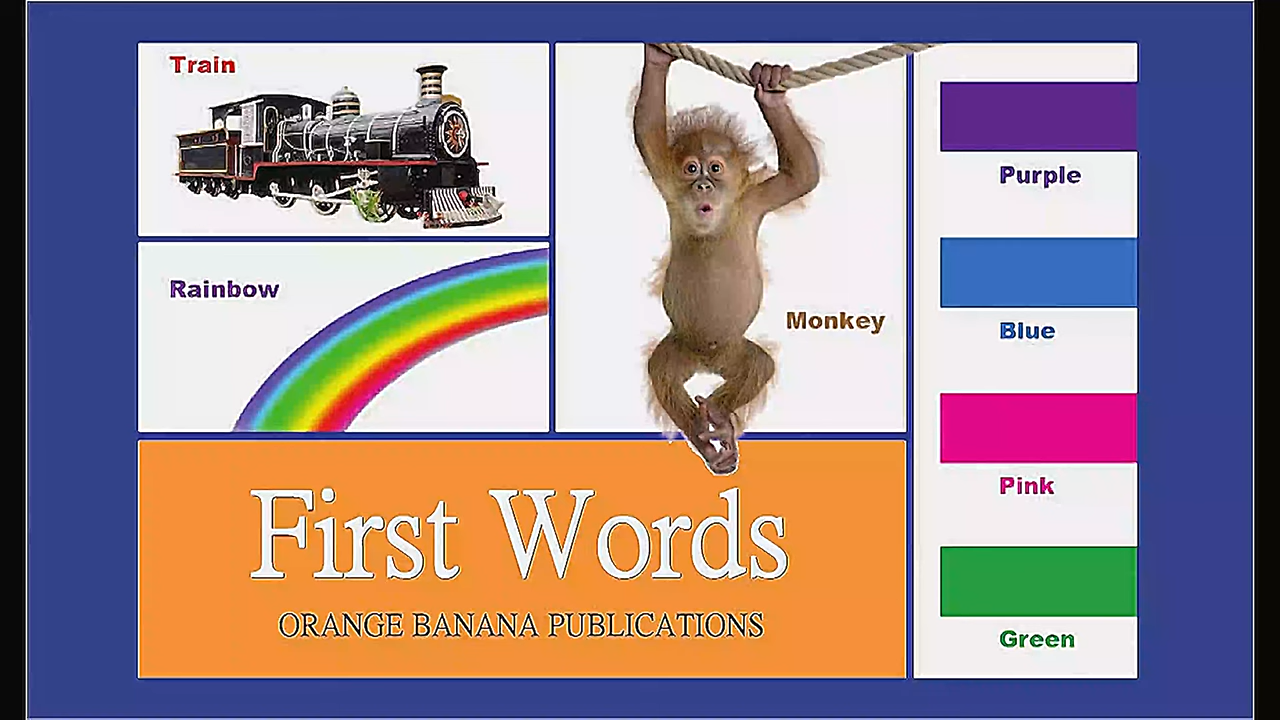 Train
Rainbow
Monkey
Purple
Blue
Pink
Green
First Words
ORANGE BANANA PUBLICATIONS